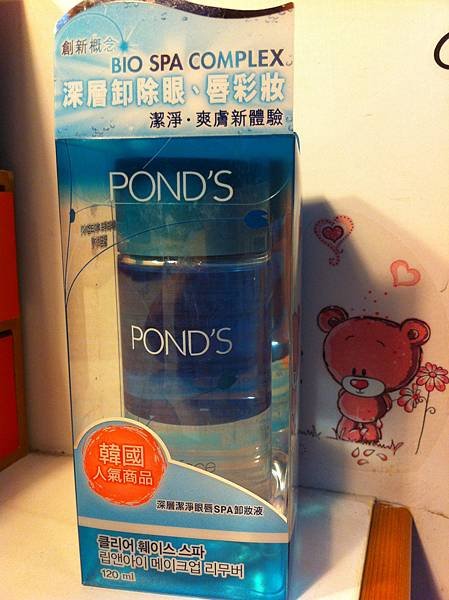 創新概念
BIO SPA COMPLEX
深層卸除眼、唇彩妝
潔淨·爽膚新體驗
POND'S
POND'S
韓國
人氣商品
深層潔淨眼唇SPA卸妝液
클리어 훼이스 스파
립앤아이 메이크업 리무버
120 ml